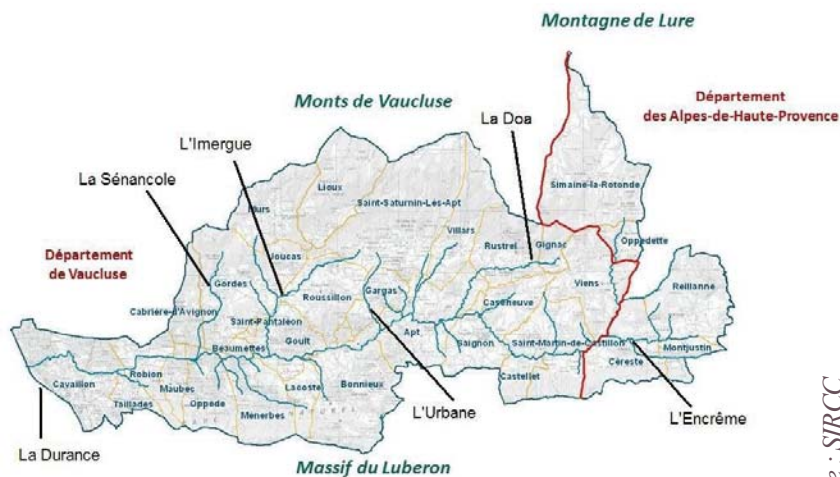 Montagne de Lure
Département
des Alpes-de-Haute-Provence
Monts de Vaucluse
La Doa
L'Imergue
La Sénancole
Simaine-la-Rotonde
Lioux
Saint-Saturnin-Les-Apt
Murs
Villars
Rustrel
Gignac
Oppedette
Joucas
Département
de Vaucluse
Gordes
Gargas
Viens
Reillanne
Roussillon
Caseneuve
Cabrière-d'Avignon
Saint-Pantaléon
Goult
Apt
Saignon
Saint-Martin-de-Castillon
Montjustin
Beaumettes
Céreste
Robion
Cavaillon
Maubec
Lacoste
Bonnieux
Castellet
Taillades
Oppède
Ménerbes
L'Urbane
L'Encrême
La Durance
Massif du Luberon
: SIRCC